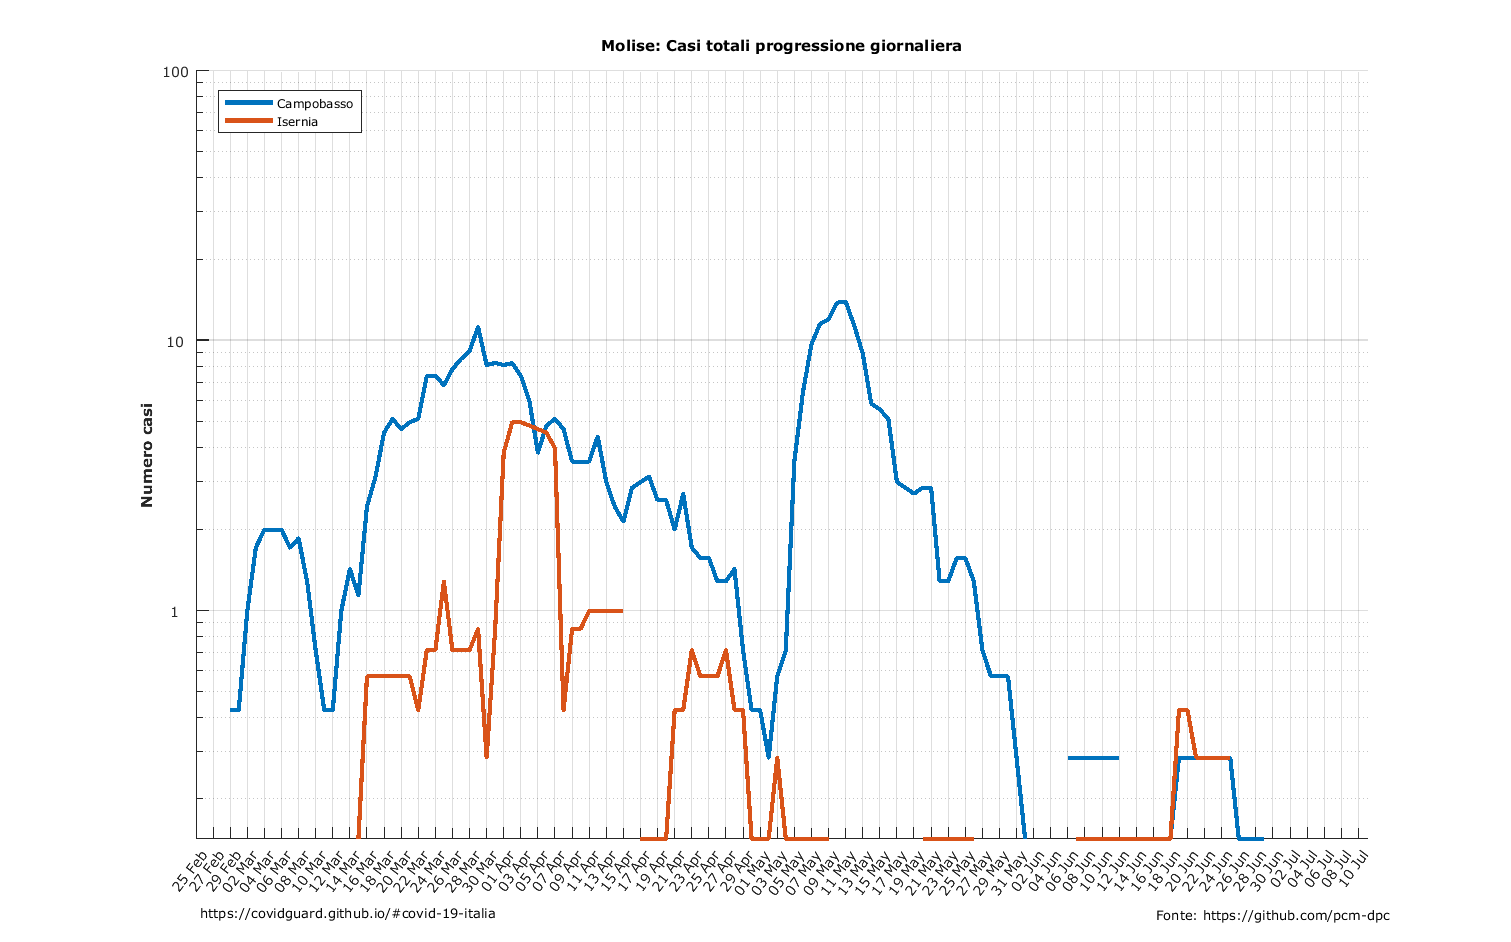 Molise: Casi totali progressione giornaliera
100
10
1
Numero casi
Campobasso
Isernia
25 Feb
27 Feb
29 Feb
02 Mar
04 Mar
06 Mar
08 Mar
10 Mar
12 Mar
14 Mar
16 Mar
18 Mar
20 Mar
22 Mar
24 Mar
26 Mar
28 Mar
30 Mar
01 Apr
03 Apr
05 Apr
07 Apr
09 Apr
11 Apr
13 Apr
15 Apr
17 Apr
19 Apr
21 Apr
23 Apr
25 Apr
27 Apr
29 Apr
01 May
03 May
05 May
07 May
09 May
11 May
13 May
15 May
17 May
19 May
21 May
23 May
25 May
27 May
29 May
31 May
02 Jun
04 Jun
06 Jun
08 Jun
10 Jun
12 Jun
14 Jun
16 Jun
18 Jun
20 Jun
22 Jun
24 Jun
26 Jun
28 Jun
30 Jun
02 Jul
04 Jul
06 Jul
08 Jul
10 Jul
https://covidguard.github.io/#covid-19-italia
Fonte: https://github.com/pcm-dpc